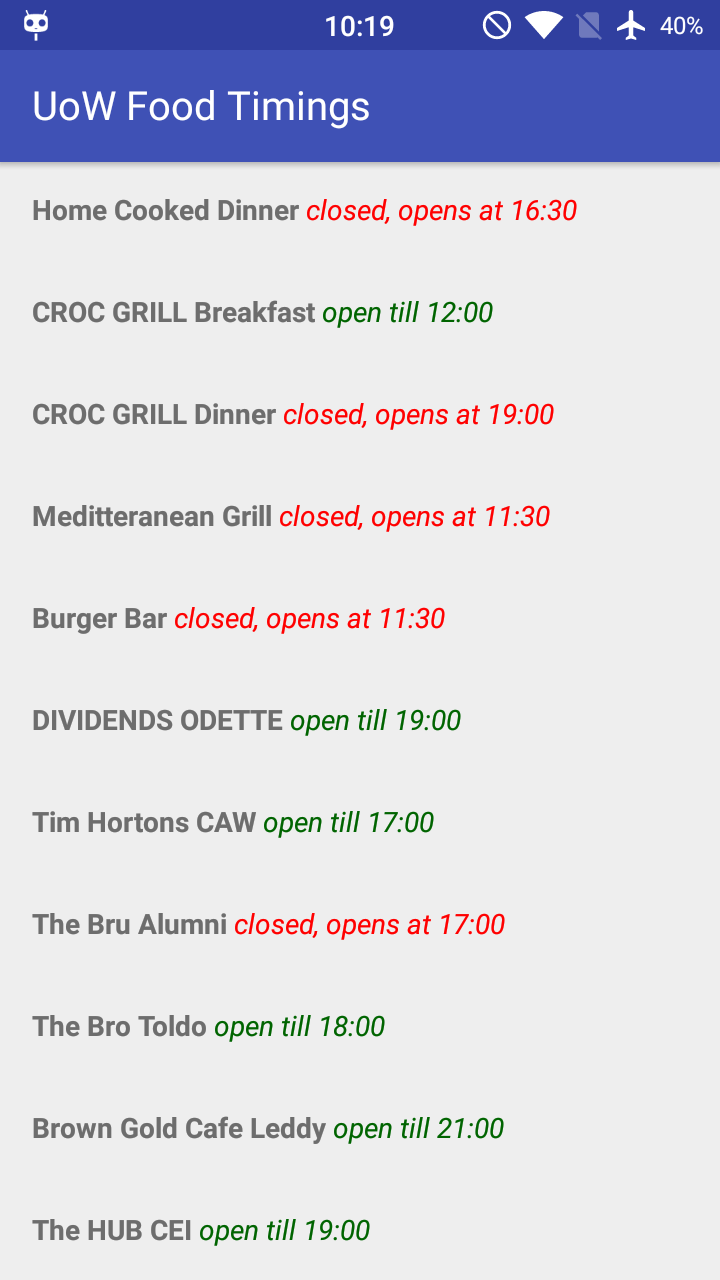 10:19
40%
UoW Food Timings
Home Cooked Dinner closed, opens at 16:30
CROC GRILL Breakfast open till 12:00
CROC GRILL Dinner closed, opens at 19:00
Meditteranean Grill closed, opens at 11:30
Burger Bar closed, opens at 11:30
DIVIDENDS ODETTE open till 19:00
Tim Hortons CAW open till 17:00
The Bru Alumni closed, opens at 17:00
The Bro Toldo open till 18:00
Brown Gold Cafe Leddy open till 21:00
The HUB CEI open till 19:00